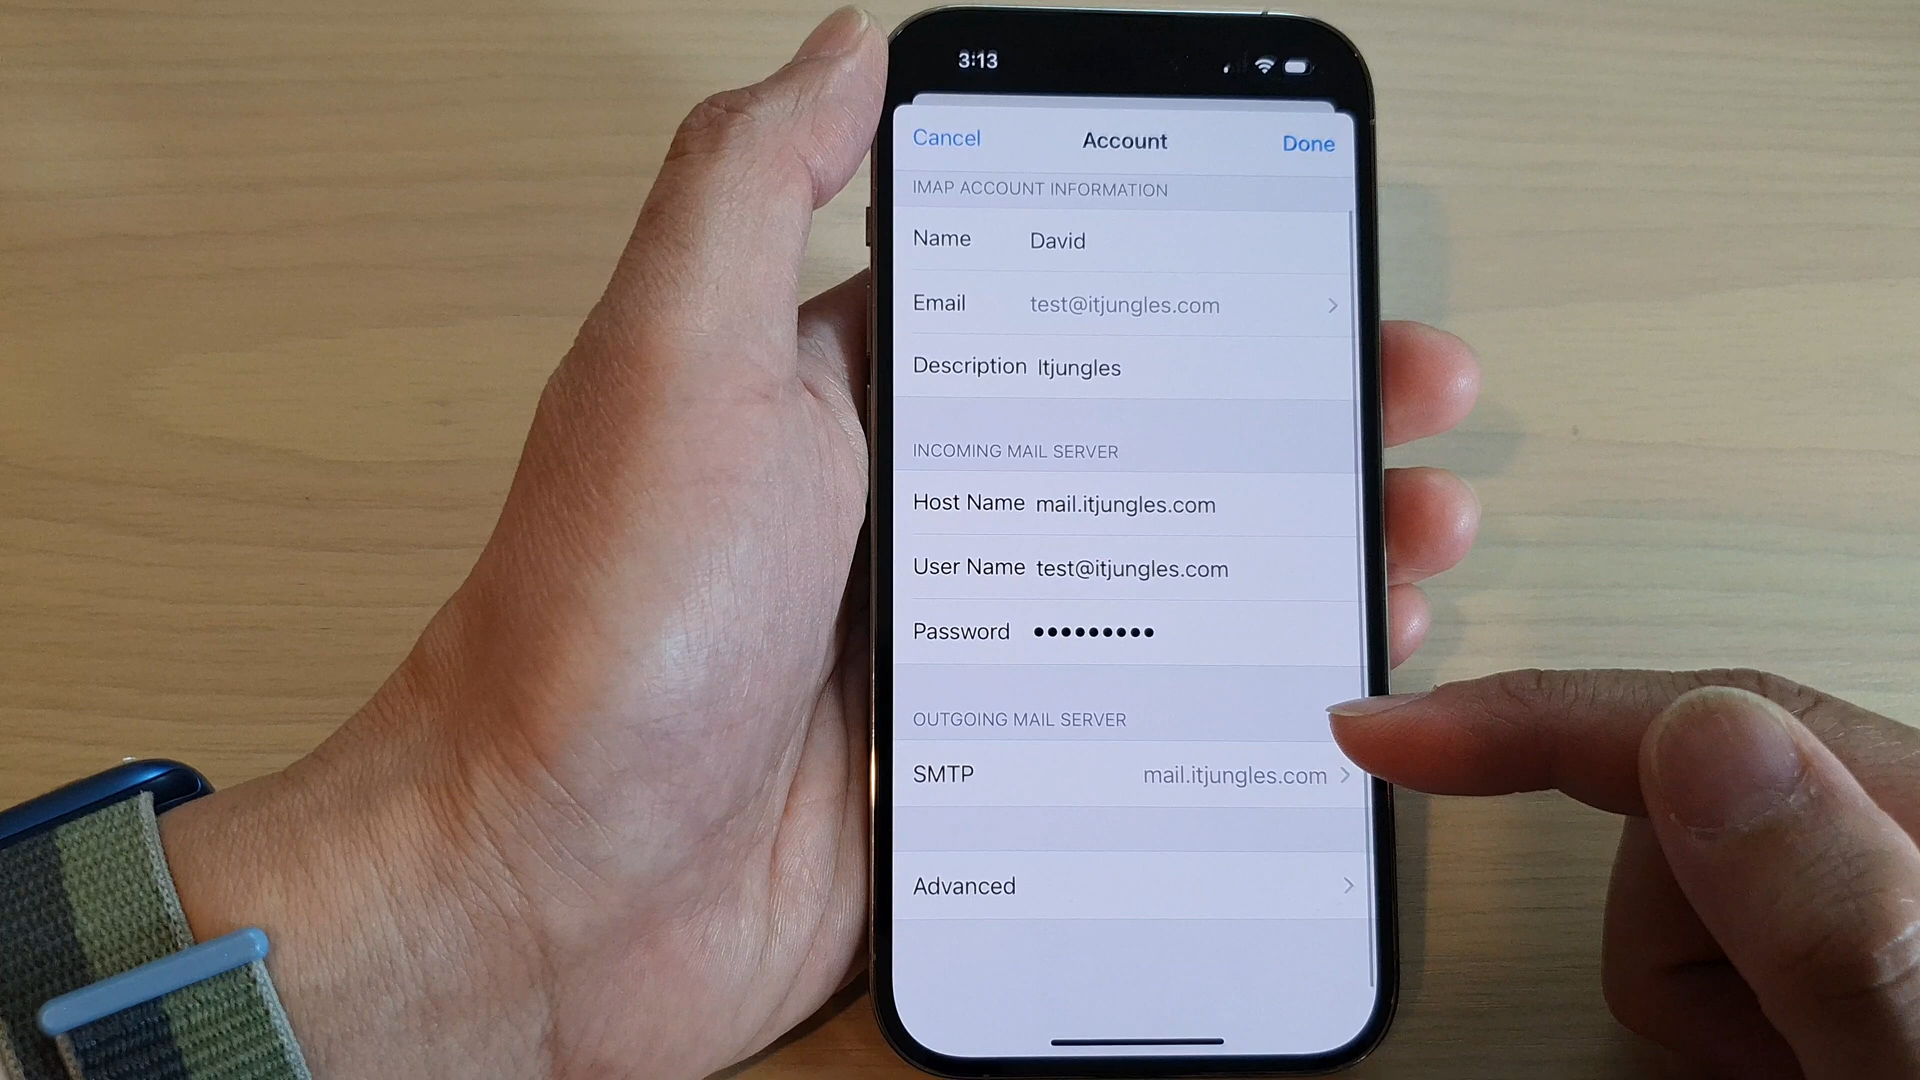 3:13
Cancel Account Done
IMAP ACCOUNT INFORMATION
Name David
Email test@itjungles.com
Description Itjungles
INCOMING MAIL SERVER
Host Name mail.itjungles.com
User Name test@itjungles.com
Password •••••••••
OUTGOING MAIL SERVER
SMTP mail.itjungles.com
Advanced